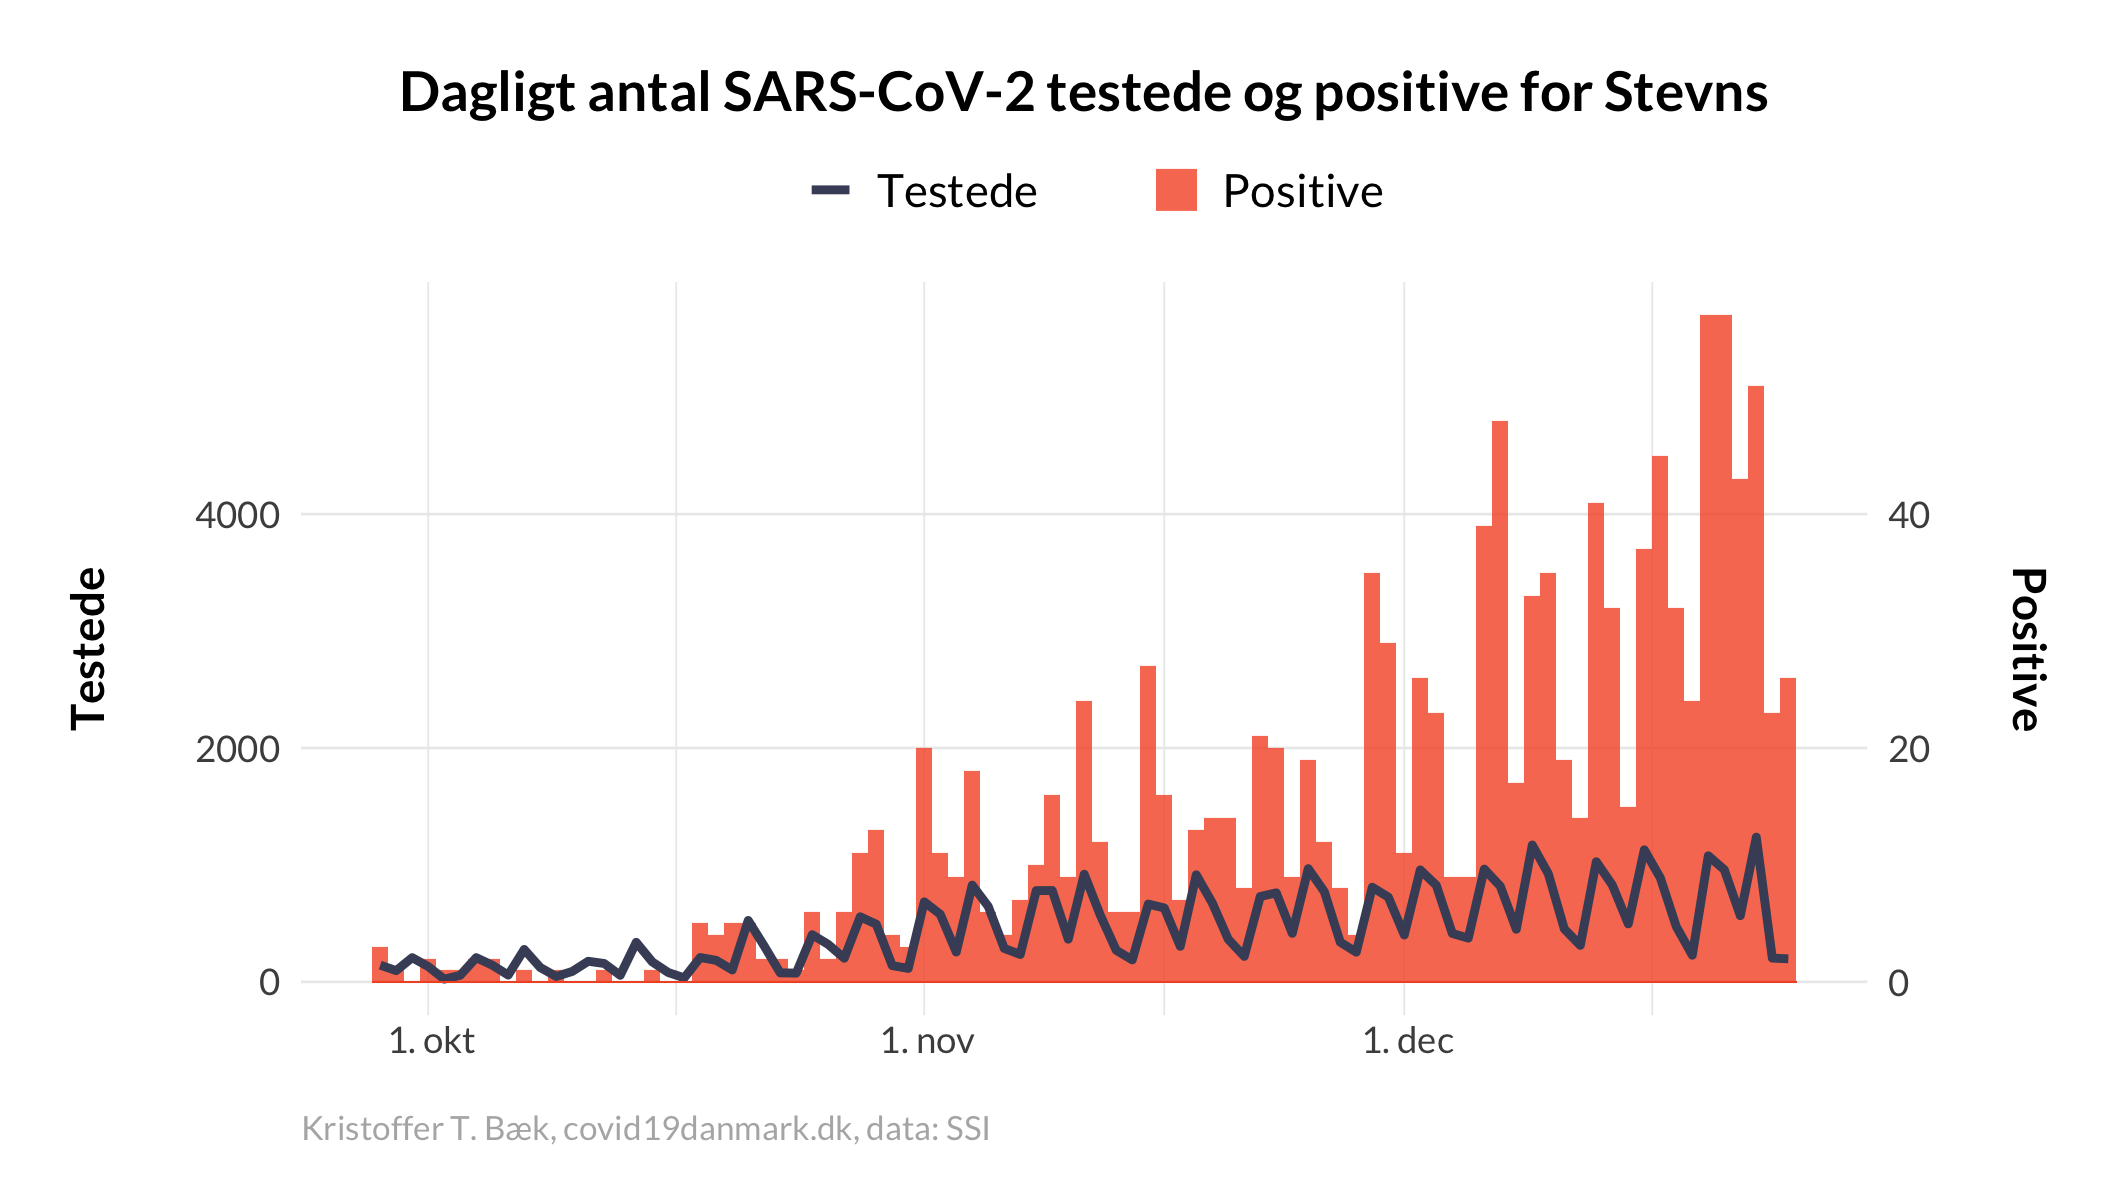 Dagligt antal SARS-CoV-2 testede og positive for Stevns
Testede
Positive
4000
2000
0
Testede
40
20
0
Positive
1. okt
1. nov
1. dec
Kristoffer T. Bæk, covid19danmark.dk, data: SSI